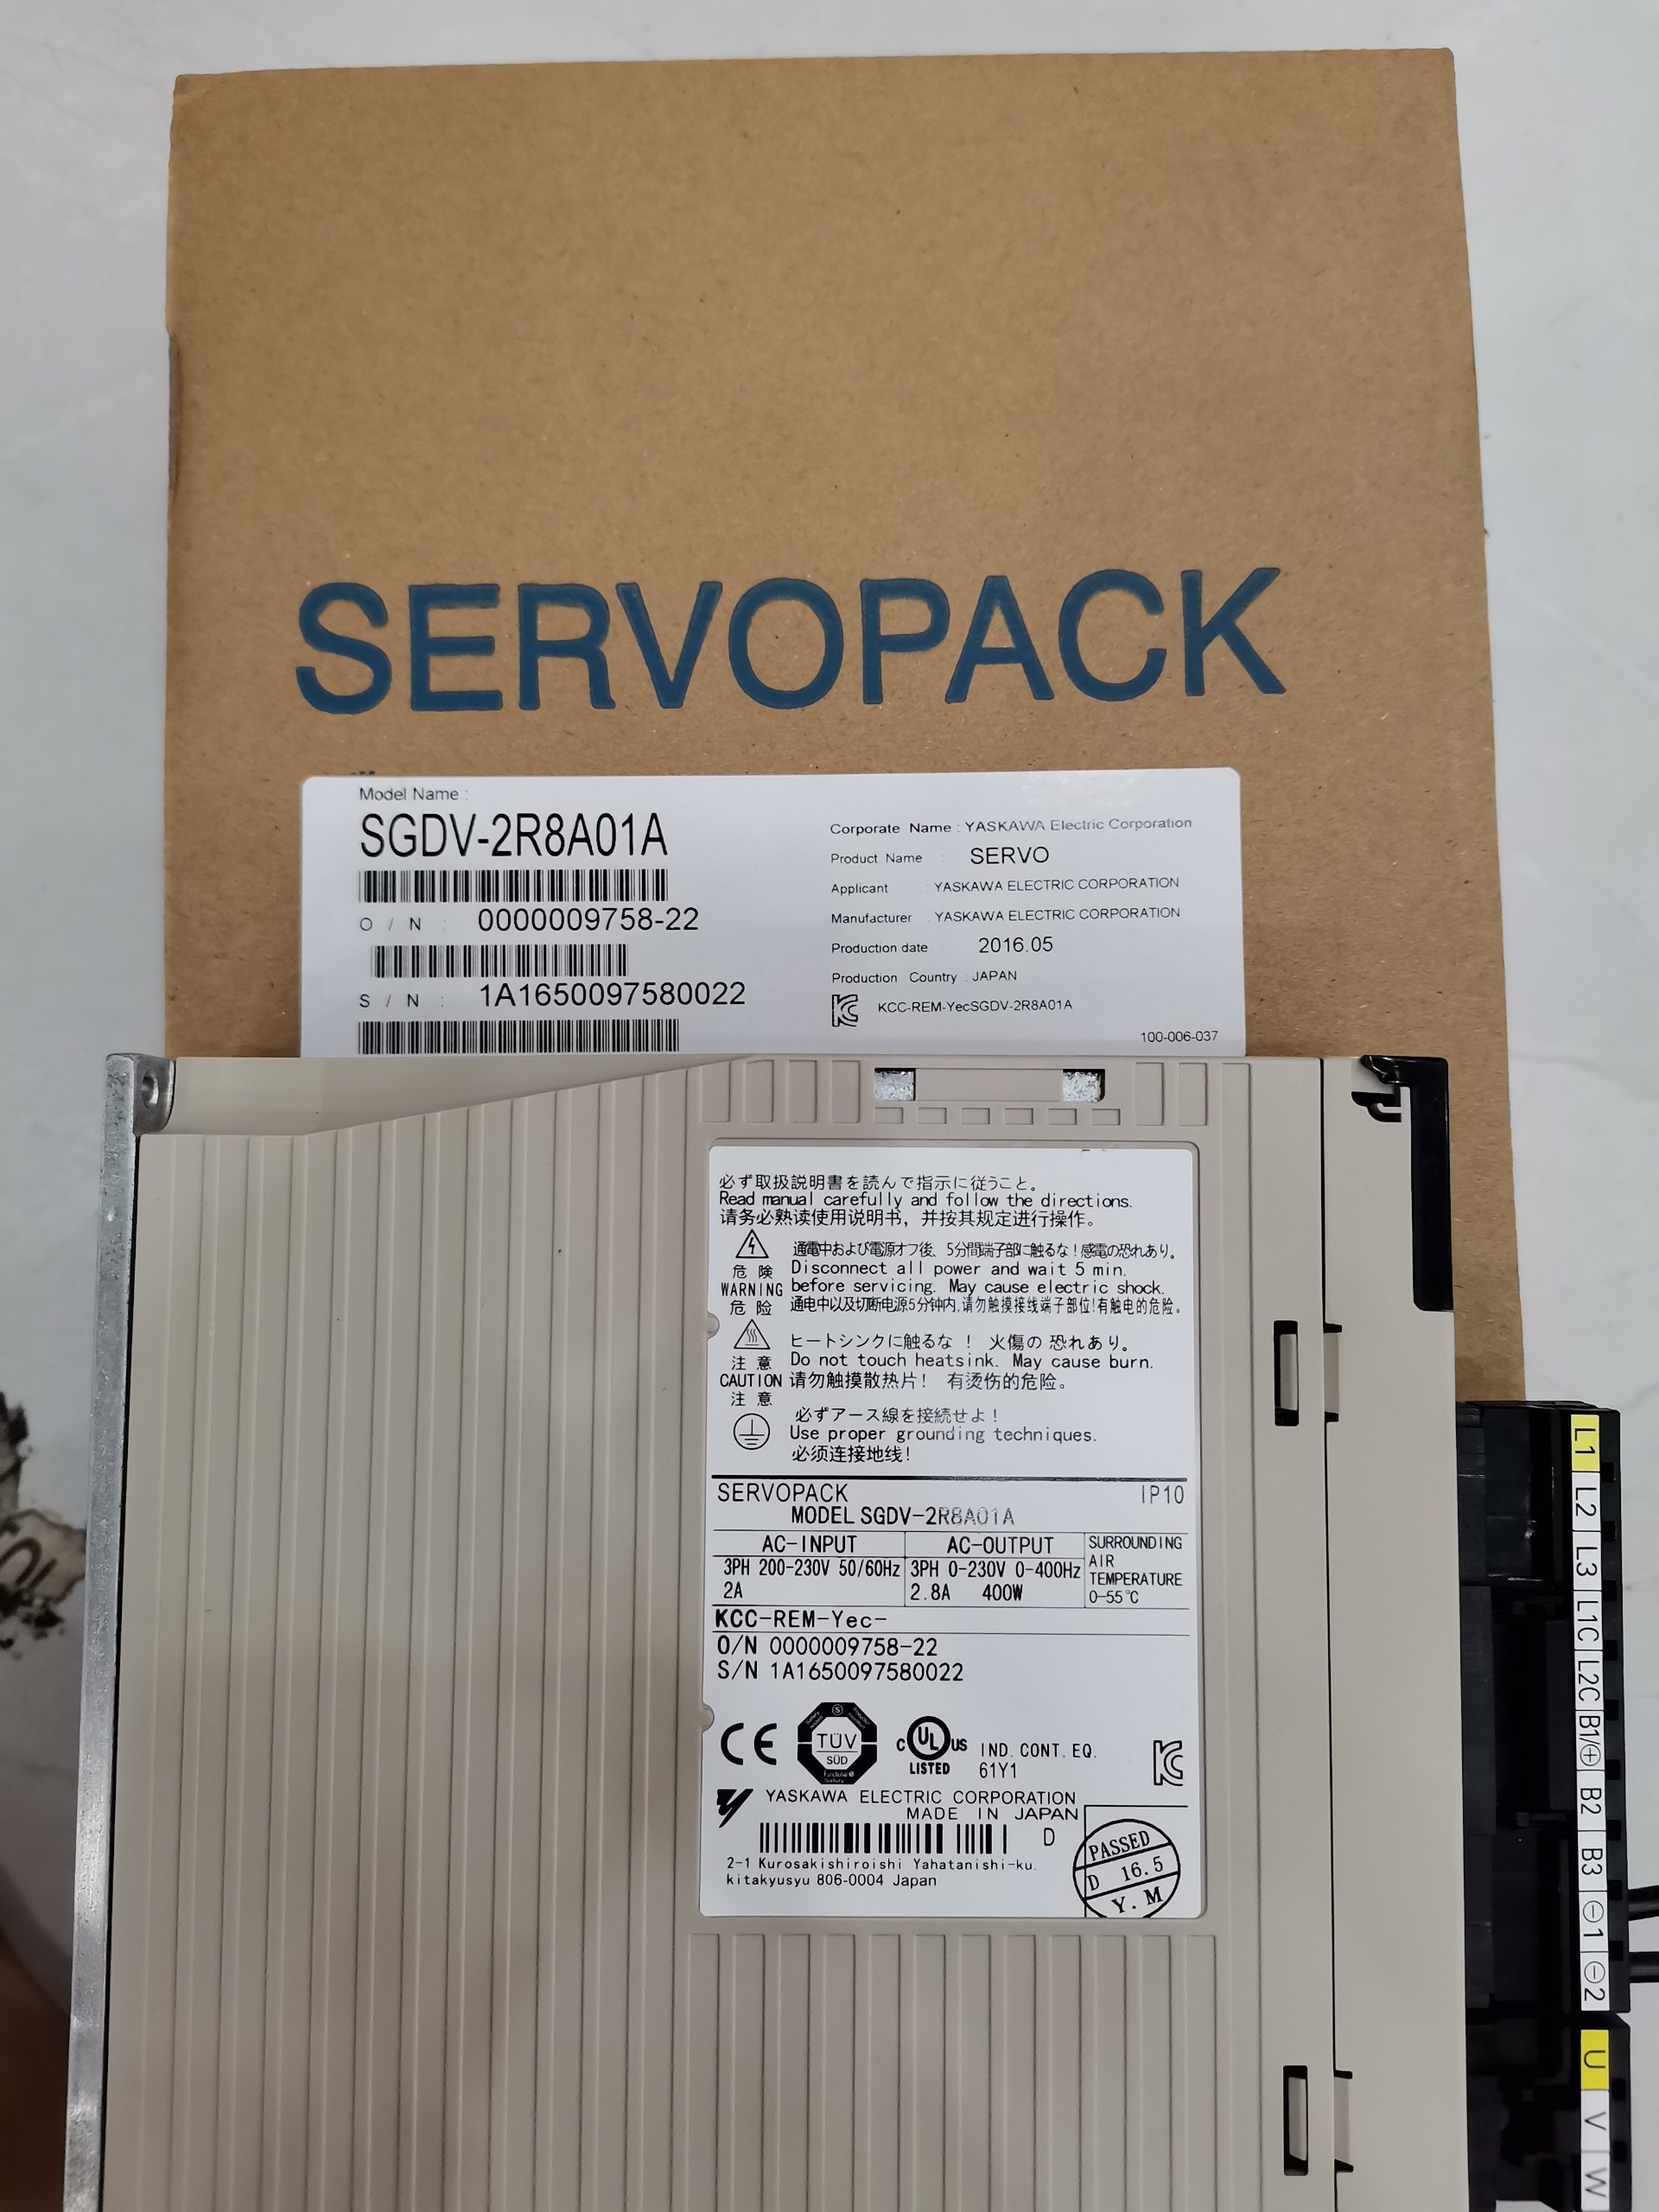 SERVOPACK
Model Name :
SGDV-2R8A01A
O / N : 0000009758-22
S / N : 1A1650097580022
Corporate Name : YASKAWA Electric Corporation
Product Name : SERVO
Applicant : YASKAWA ELECTRIC CORPORATION
Manufacturer : YASKAWA ELECTRIC CORPORATION
Production date 2016.05
Production Country : JAPAN
KCC-REM-YecSGDV-2R8A01A
100-006-037
必ず取扱説明書を読んで指示に従うこと。
Read manual carefully and follow the directions.
请务必熟读使用说明书，并按其规定进行操作。
危 険
WARNING
危 险
通電中および電源オフ後、5分間端子部に触るな！感電の恐れあり。
Disconnect all power and wait 5 min.
before servicing. May cause electric shock.
通电中以及切断电源5分钟内,请勿触摸接线端子部位!有触电的危险。
注 意
CAUTION
注 意
ヒートシンクに触るな ！ 火傷の 恐れあり。
Do not touch heatsink. May cause burn.
请勿触摸散热片！ 有烫伤的危险。
必ずアース線を接続せよ！
Use proper grounding techniques.
必须连接地线！
SERVOPACK IP10
MODEL SGDV-2R8A01A
AC-INPUT
3PH 200-230V 50/60Hz
2A
AC-OUTPUT
3PH 0-230V 0-400Hz
2.8A 400W
SURROUNDING
AIR
TEMPERATURE
0-55℃
KCC-REM-Yec-
O/N 0000009758-22
S/N 1A1650097580022
CE
TÜV
SÜD
Functional
Safety
C UL US
LISTED
IND. CONT. EQ.
61Y1
YASKAWA ELECTRIC CORPORATION
MADE IN JAPAN
D
2-1 Kurosakishiroishi Yahatanishi-ku.
kitakyusyu 806-0004 Japan
PASSED
D 16.5
Y.M
L1
L2
L3
L1C
L2C
B1/⊕
B2
B3
⊖1
⊖2
U
V
W